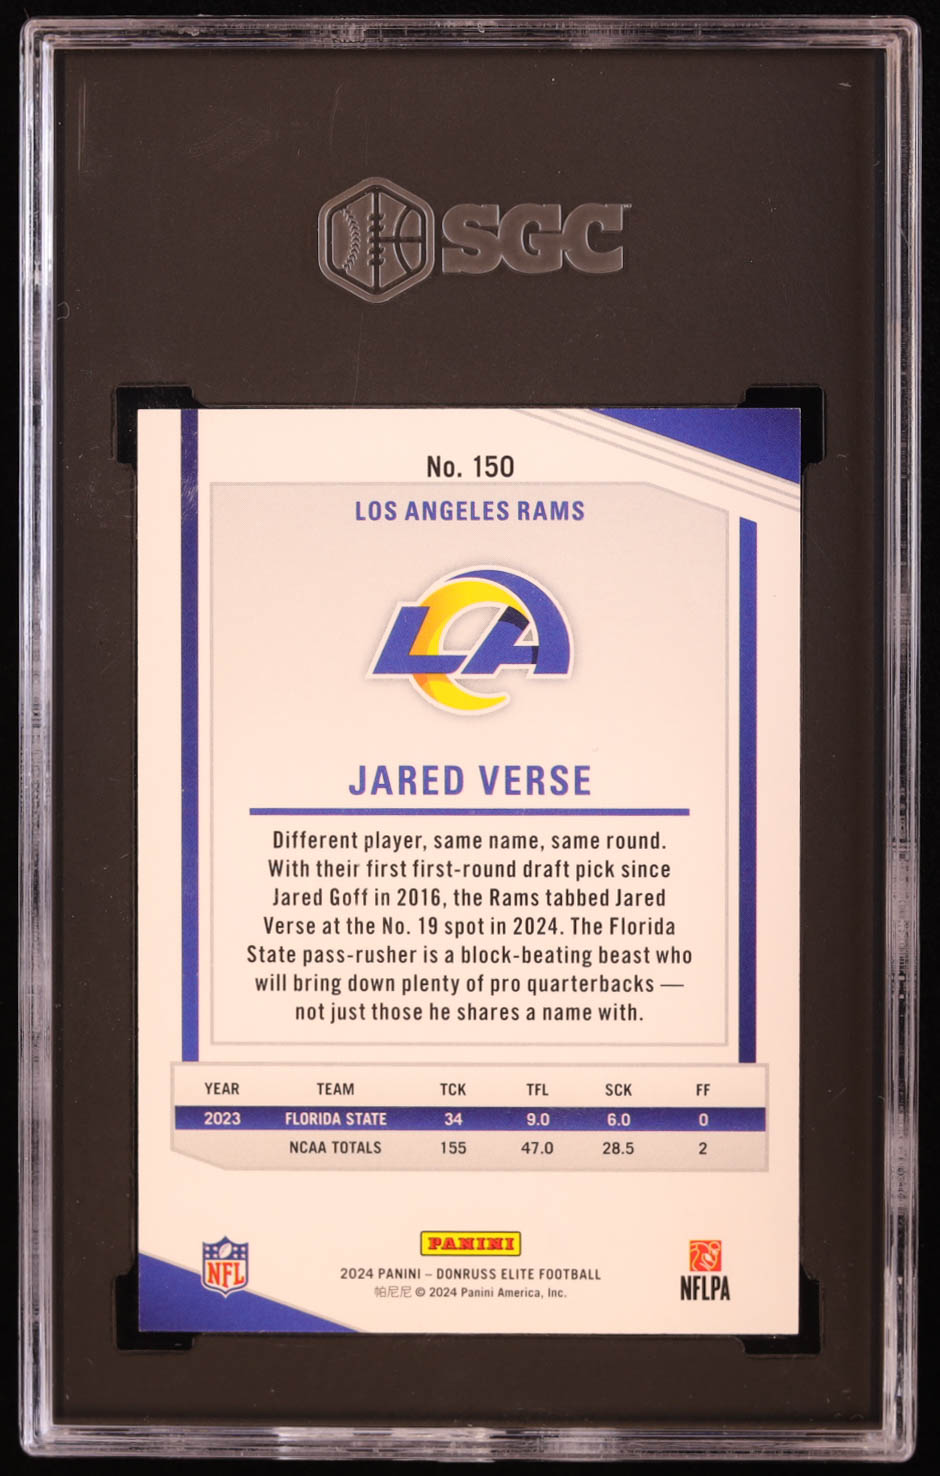 SGC
No. 150
LOS ANGELES RAMS
LA
JARED VERSE
Different player, same name, same round.
With their first first-round draft pick since
Jared Goff in 2016, the Rams tabbed Jared
Verse at the No. 19 spot in 2024. The Florida
State pass-rusher is a block-beating beast who
will bring down plenty of pro quarterbacks —
not just those he shares a name with.
YEAR TEAM TCK TFL SCK FF
2023 FLORIDA STATE 34 9.0 6.0 0
NCAA TOTALS 155 47.0 28.5 2
NFL
PANINI
2024 PANINI – DONRUSS ELITE FOOTBALL
帕尼尼 © 2024 Panini America, Inc.
NFLPA